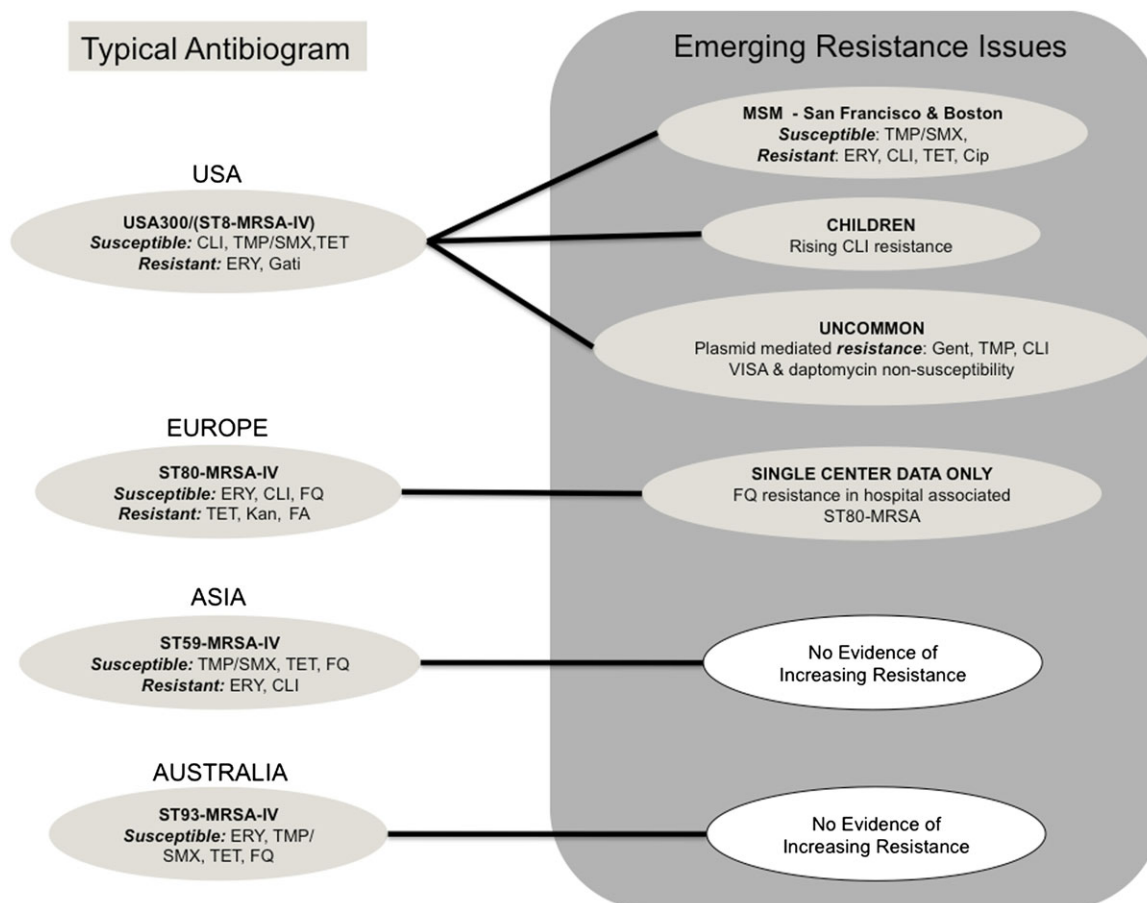 Typical Antibiogram
Emerging Resistance Issues
USA
USA300/(ST8-MRSA-IV)
Susceptible: CLI, TMP/SMX,TET
Resistant: ERY, Gati
MSM - San Francisco & Boston
Susceptible: TMP/SMX,
Resistant: ERY, CLI, TET, Cip
CHILDREN
Rising CLI resistance
UNCOMMON
Plasmid mediated resistance: Gent, TMP, CLI
VISA & daptomycin non-susceptibility
EUROPE
ST80-MRSA-IV
Susceptible: ERY, CLI, FQ
Resistant: TET, Kan, FA
SINGLE CENTER DATA ONLY
FQ resistance in hospital associated
ST80-MRSA
ASIA
ST59-MRSA-IV
Susceptible: TMP/SMX, TET, FQ
Resistant: ERY, CLI
No Evidence of
Increasing Resistance
AUSTRALIA
ST93-MRSA-IV
Susceptible: ERY, TMP/
SMX, TET, FQ
No Evidence of
Increasing Resistance